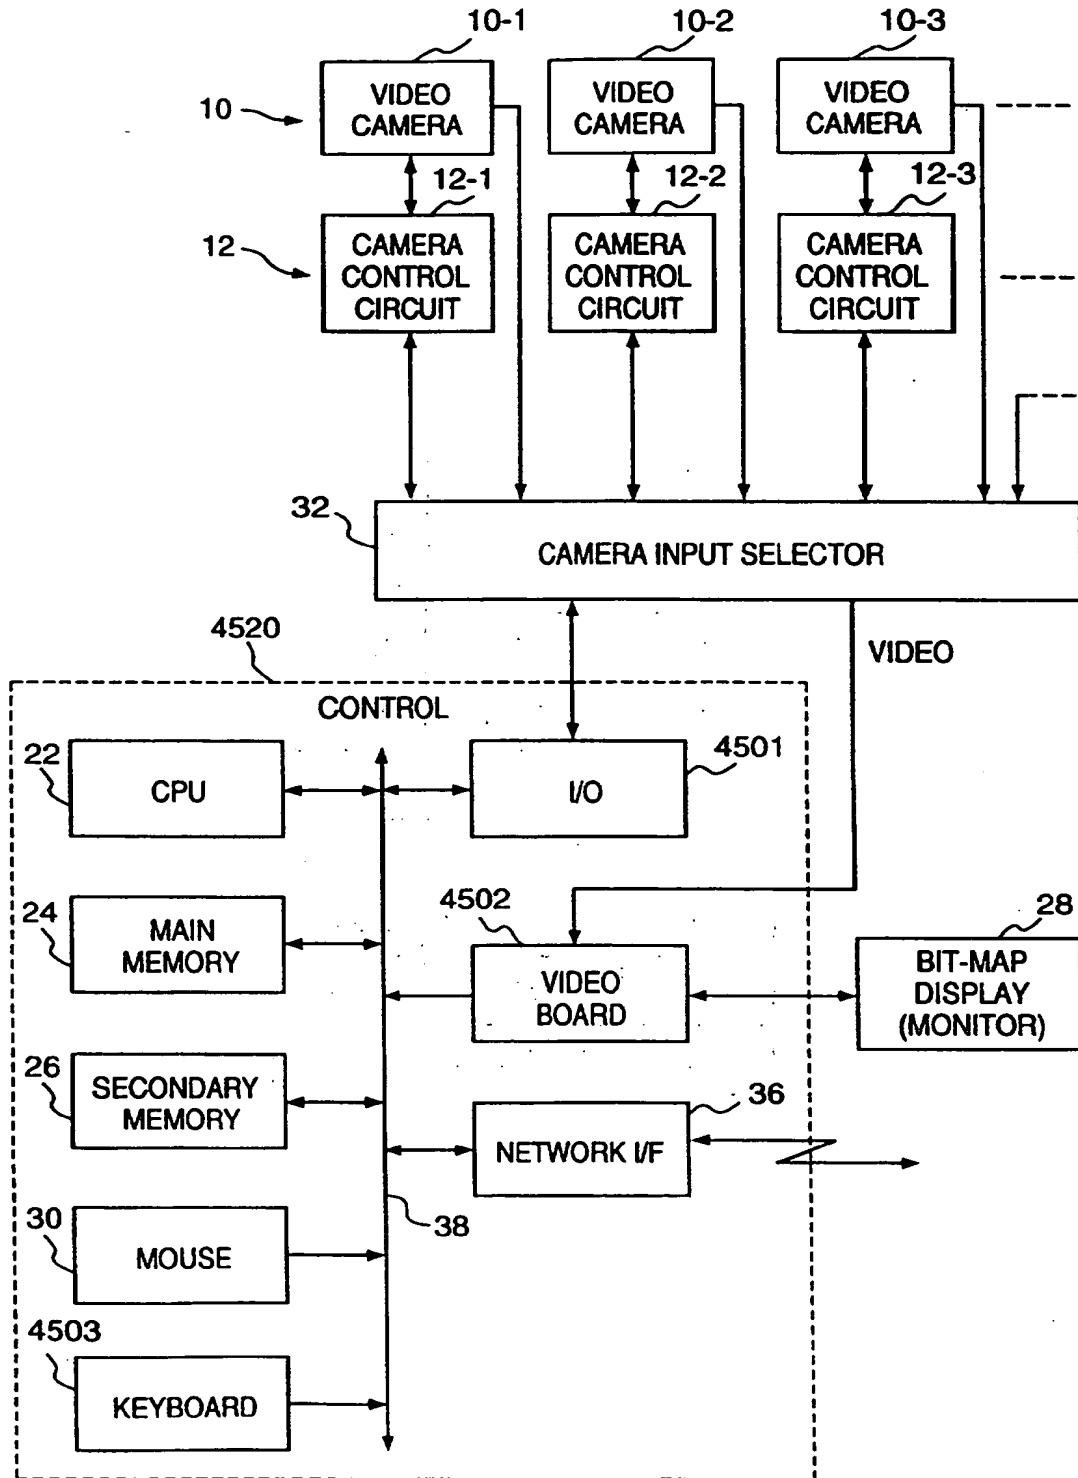 10-1
10-2
10-3
10
VIDEO
CAMERA
VIDEO
CAMERA
VIDEO
CAMERA
12-1
12-2
12-3
12
CAMERA
CONTROL
CIRCUIT
CAMERA
CONTROL
CIRCUIT
CAMERA
CONTROL
CIRCUIT
32
CAMERA INPUT SELECTOR
4520
VIDEO
CONTROL
22
CPU
4501
I/O
24
MAIN
MEMORY
4502
VIDEO
BOARD
28
BIT-MAP
DISPLAY
(MONITOR)
26
SECONDARY
MEMORY
36
NETWORK I/F
38
30
MOUSE
4503
KEYBOARD